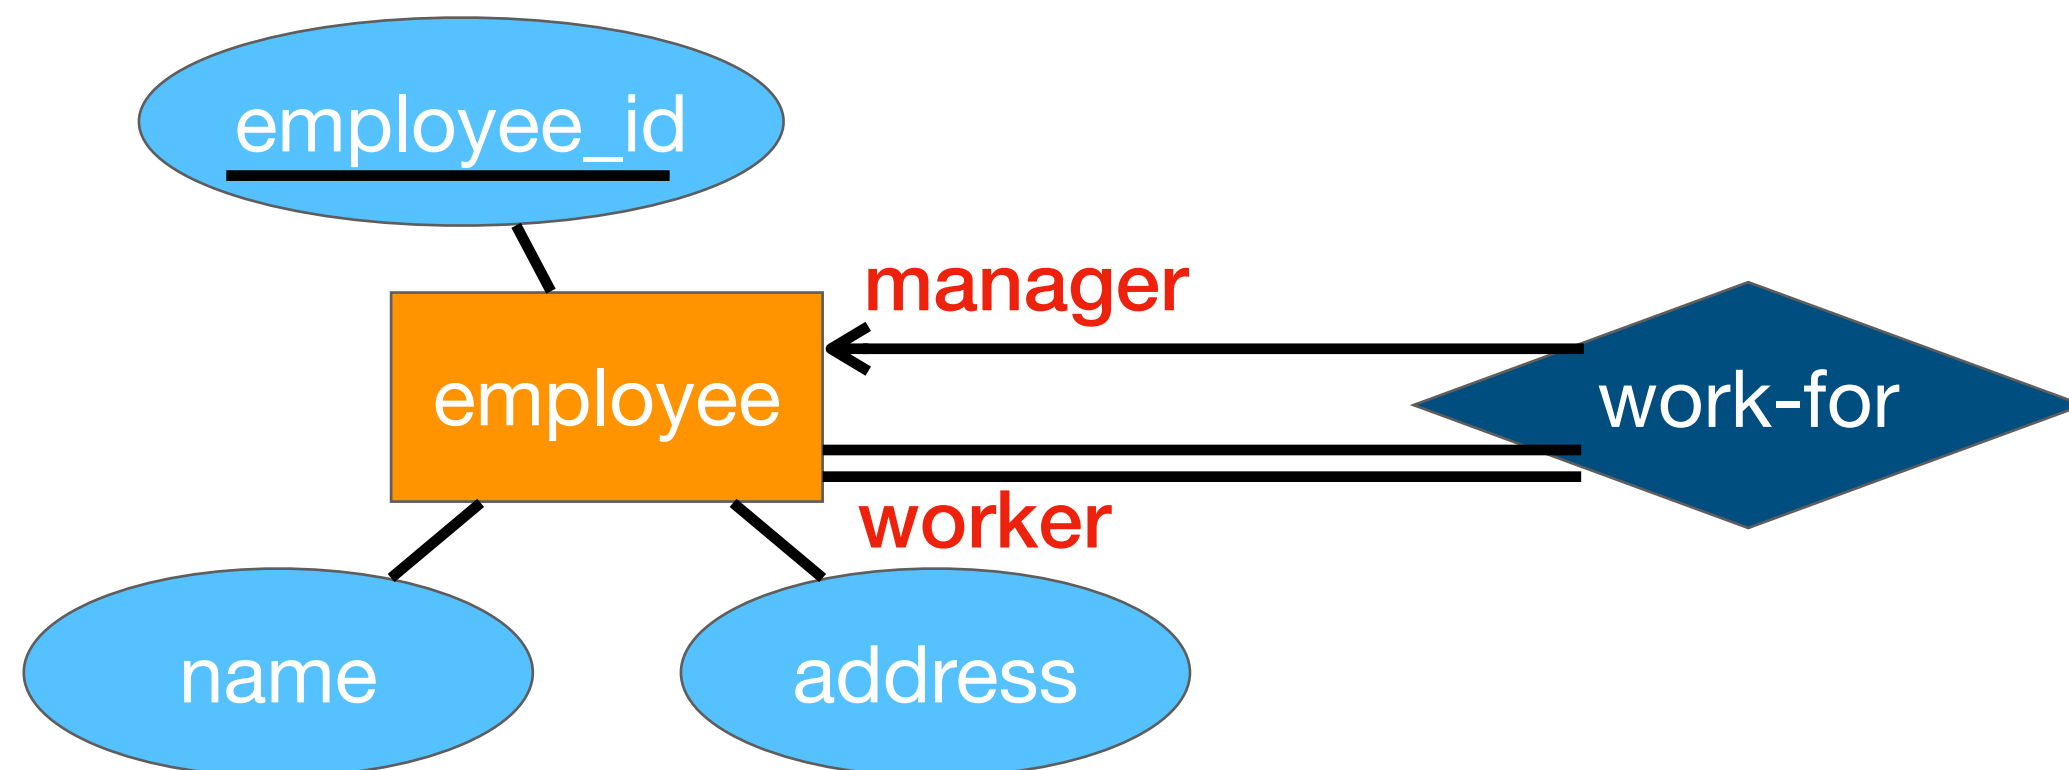 employee_id
manager
employee
work-for
worker
name
address